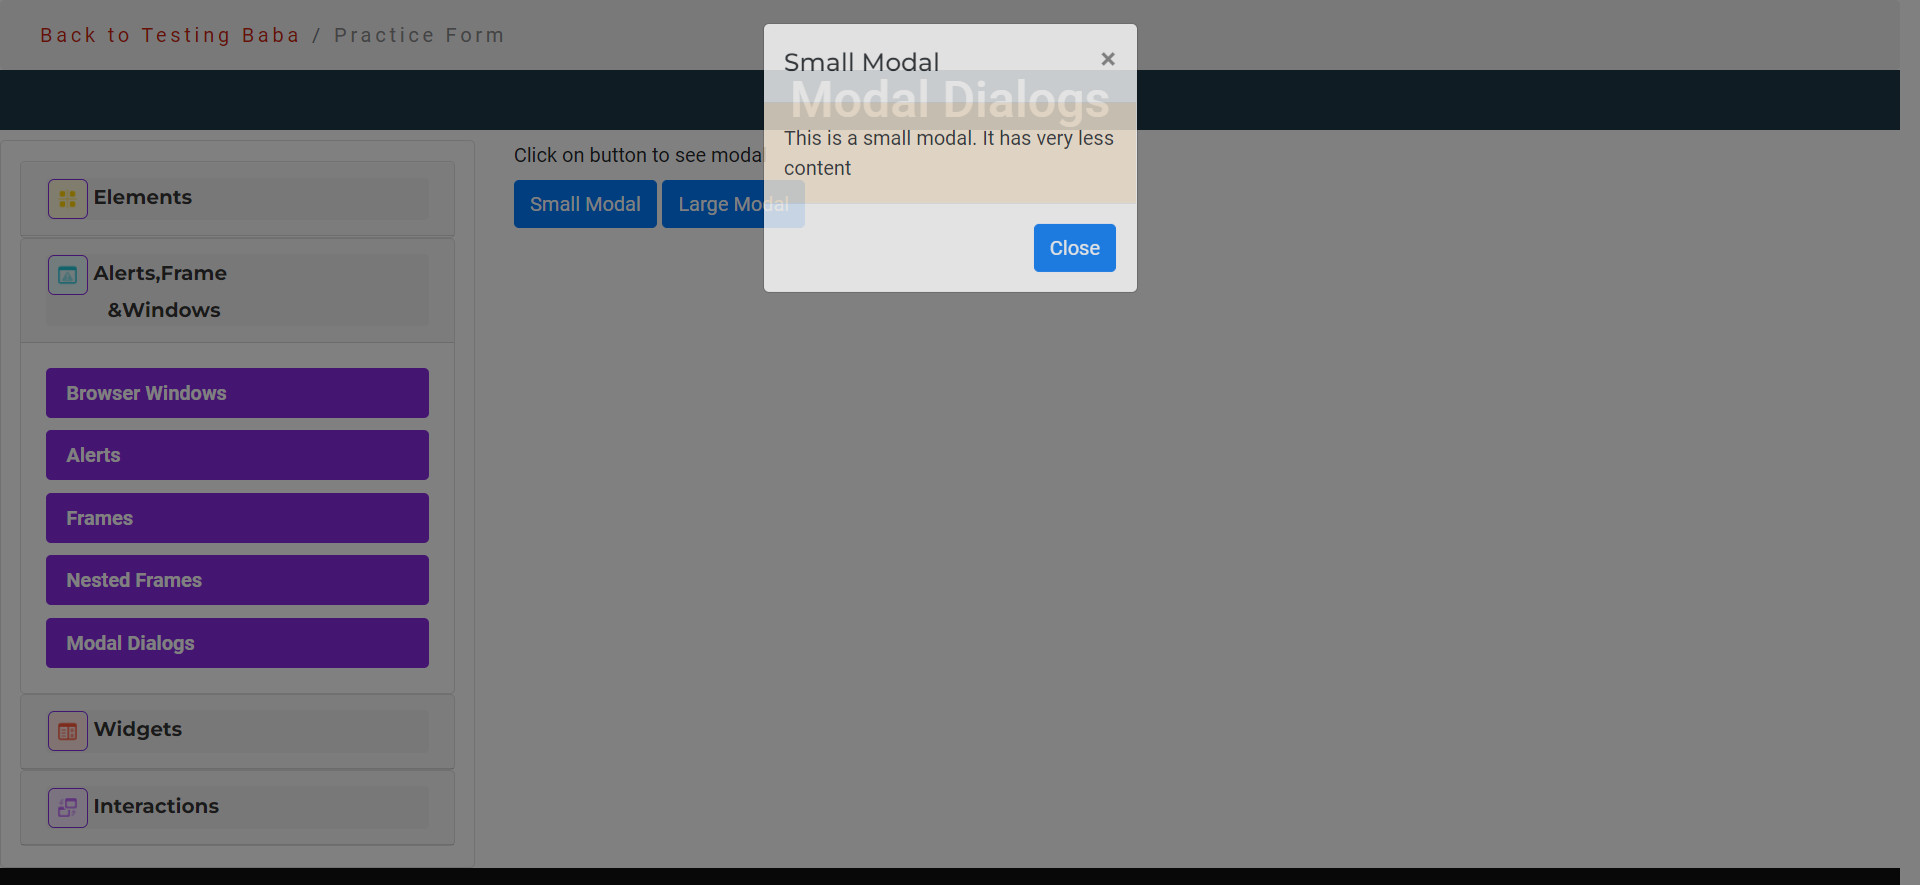 Back to Testing Baba / Practice Form
Small Modal ×
Modal Dialogs
This is a small modal. It has very less
content
Close
Click on button to see modal
Small Modal Large Modal
Elements
Alerts,Frame
&Windows
Browser Windows
Alerts
Frames
Nested Frames
Modal Dialogs
Widgets
Interactions